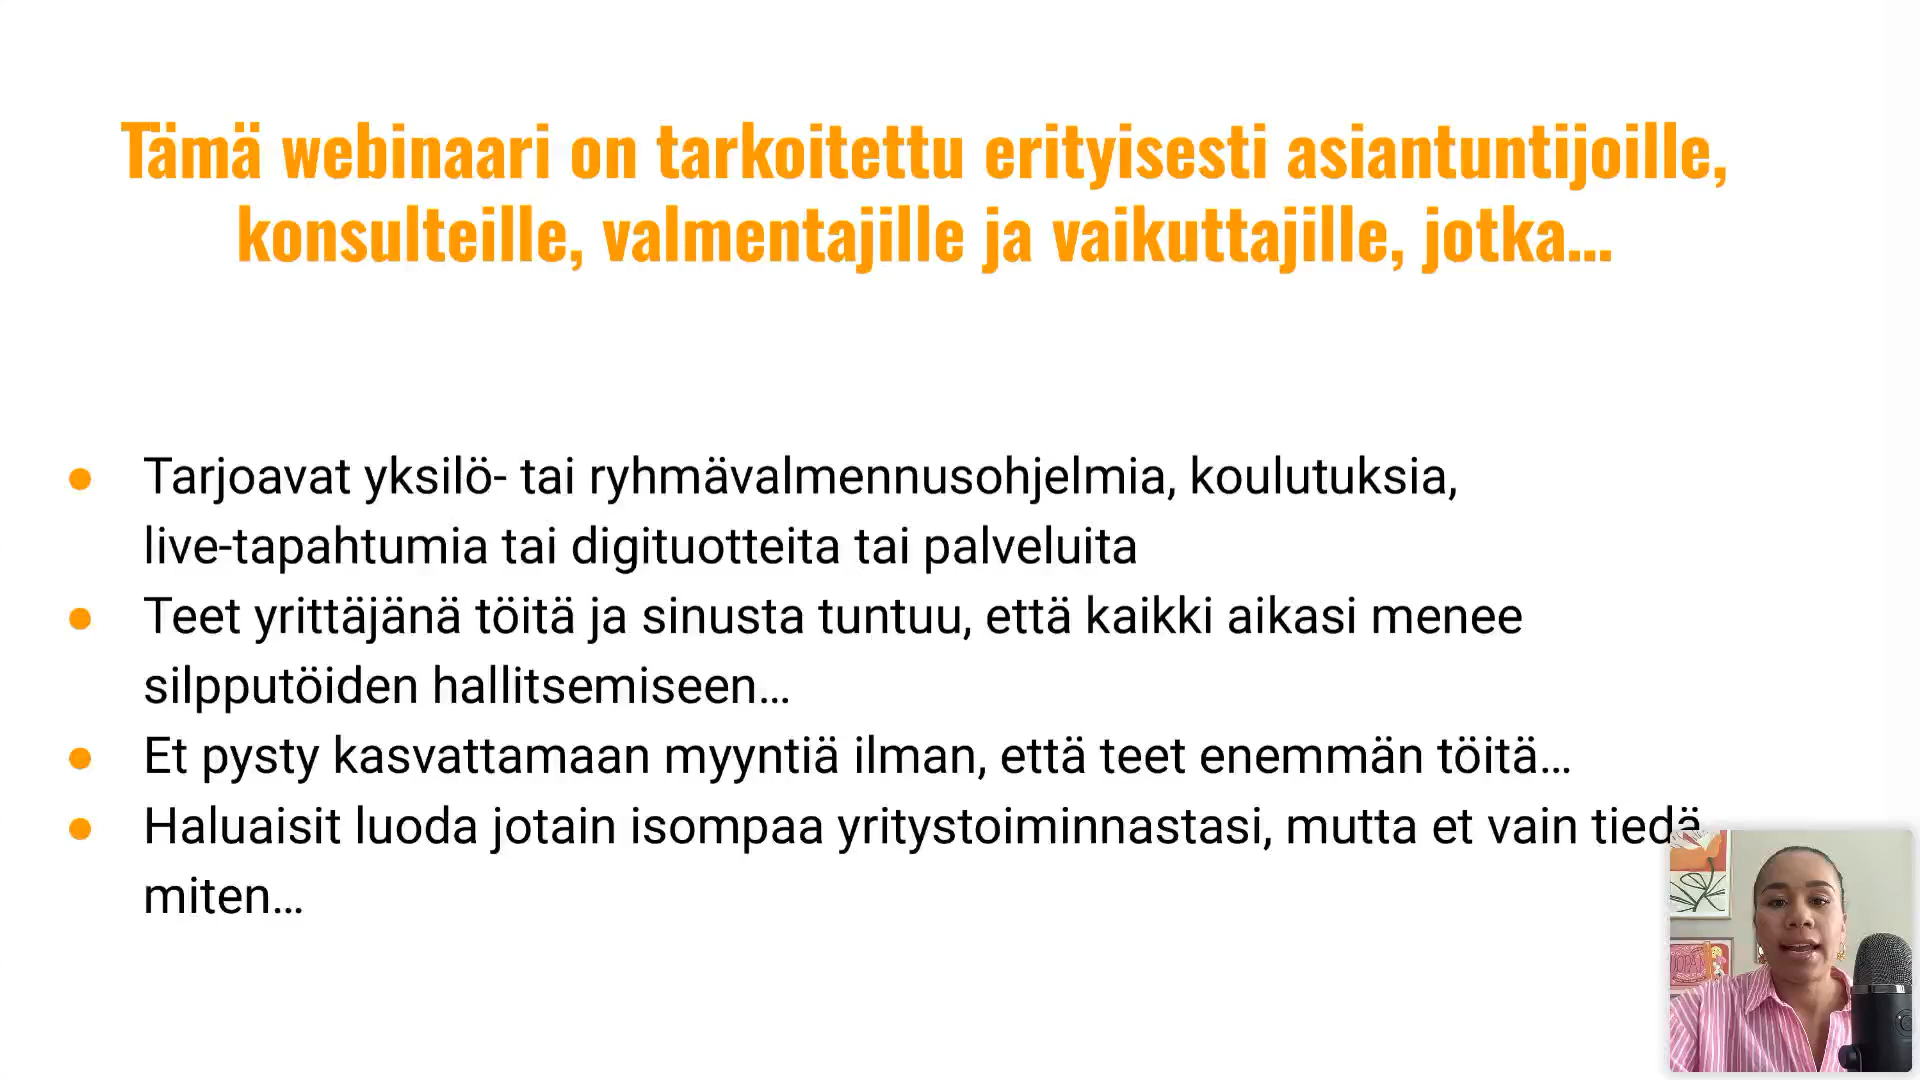 Tämä webinaari on tarkoitettu erityisesti asiantuntijoille,
konsulteille, valmentajille ja vaikuttajille, jotka...
● Tarjoavat yksilö- tai ryhmävalmennusohjelmia, koulutuksia,
live-tapahtumia tai digituotteita tai palveluita
● Teet yrittäjänä töitä ja sinusta tuntuu, että kaikki aikasi menee
silpputöiden hallitsemiseen...
● Et pysty kasvattamaan myyntiä ilman, että teet enemmän töitä...
● Haluaisit luoda jotain isompaa yritystoiminnastasi, mutta et vain tiedä
miten...